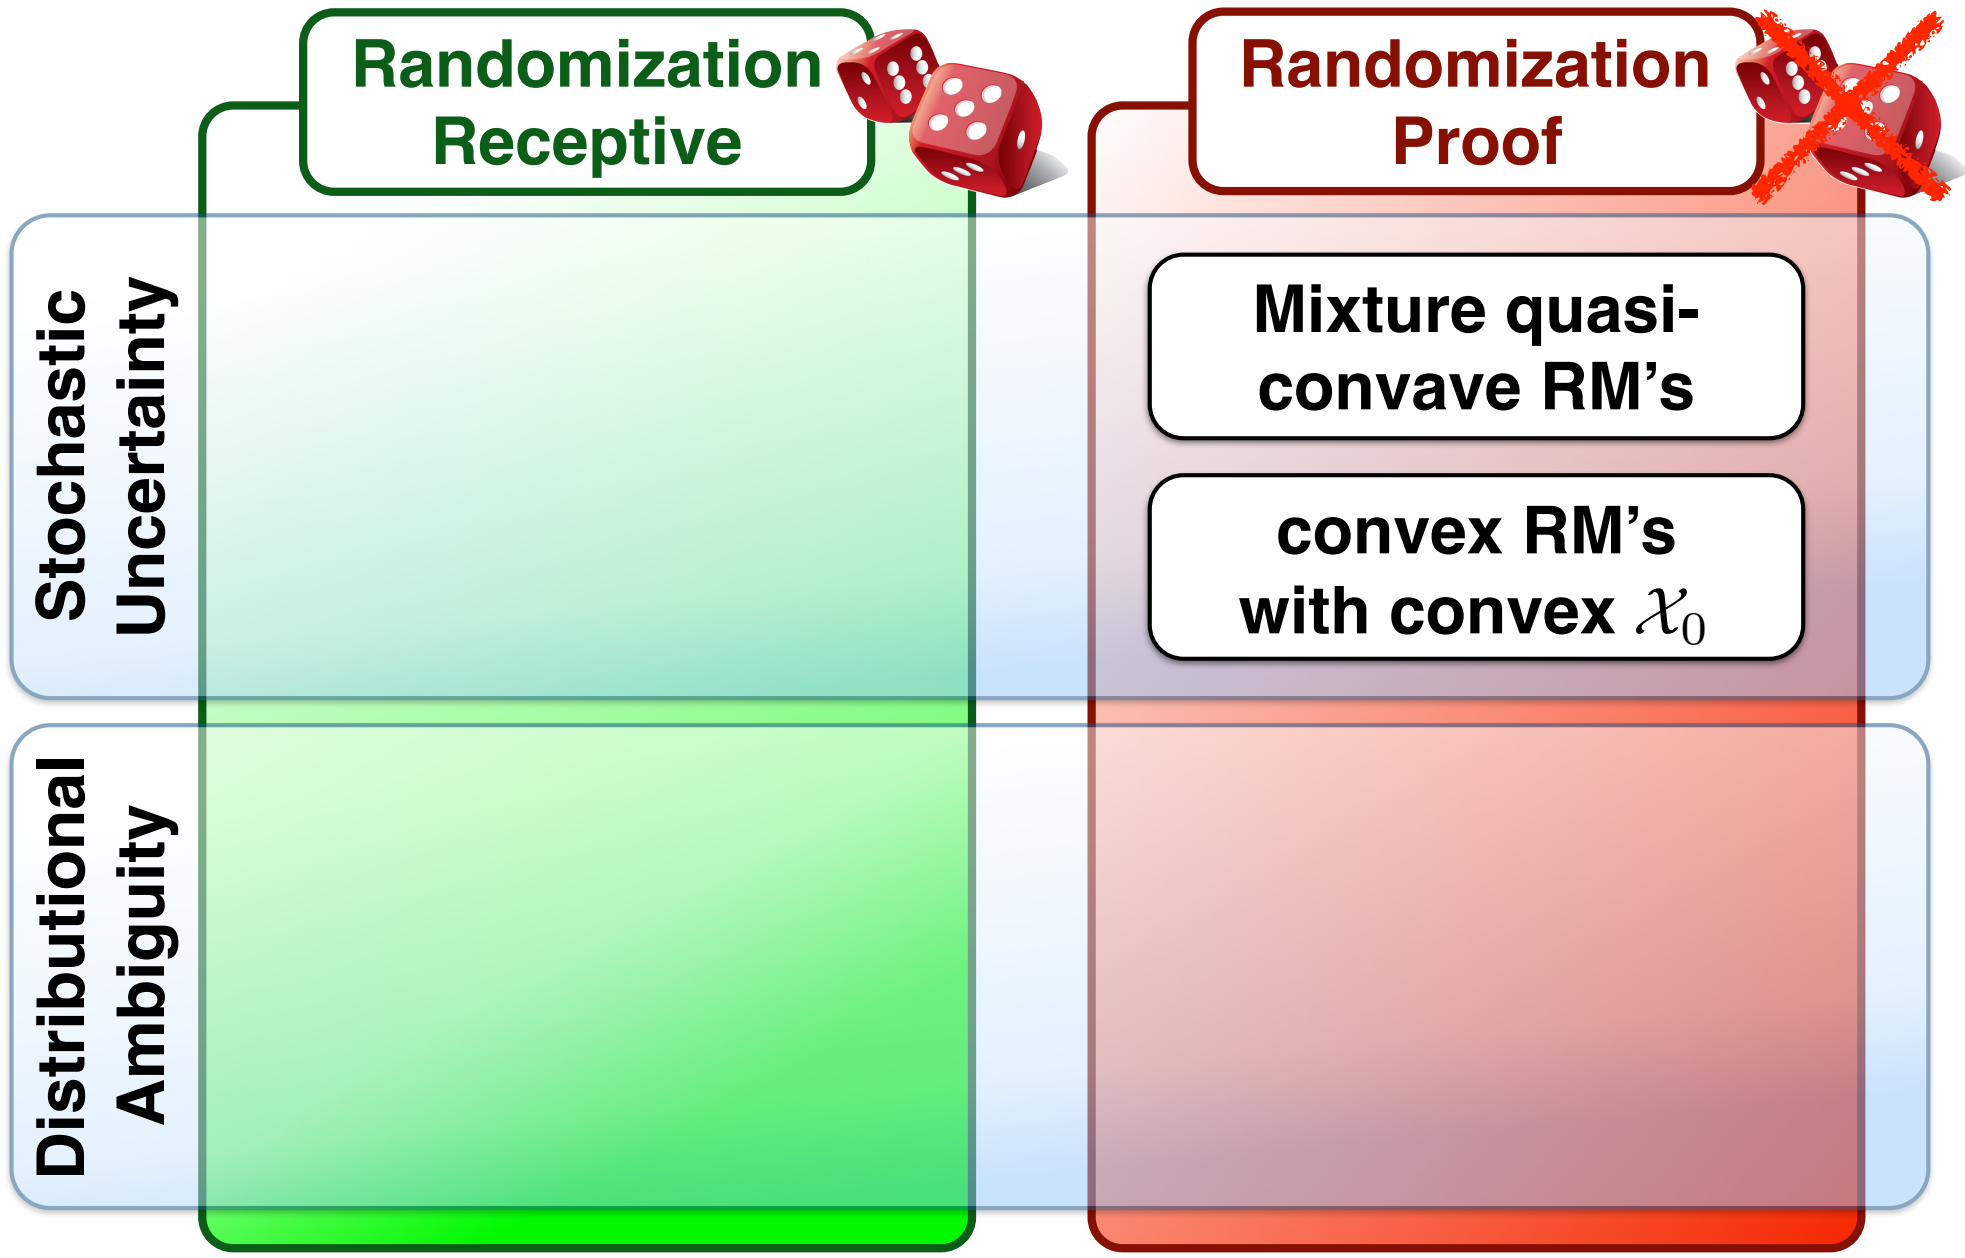 Randomization
Receptive
Randomization
Proof
Stochastic
Uncertainty
Mixture quasi-
convave RM’s
convex RM’s
with convex 𝒳₀
Distributional
Ambiguity